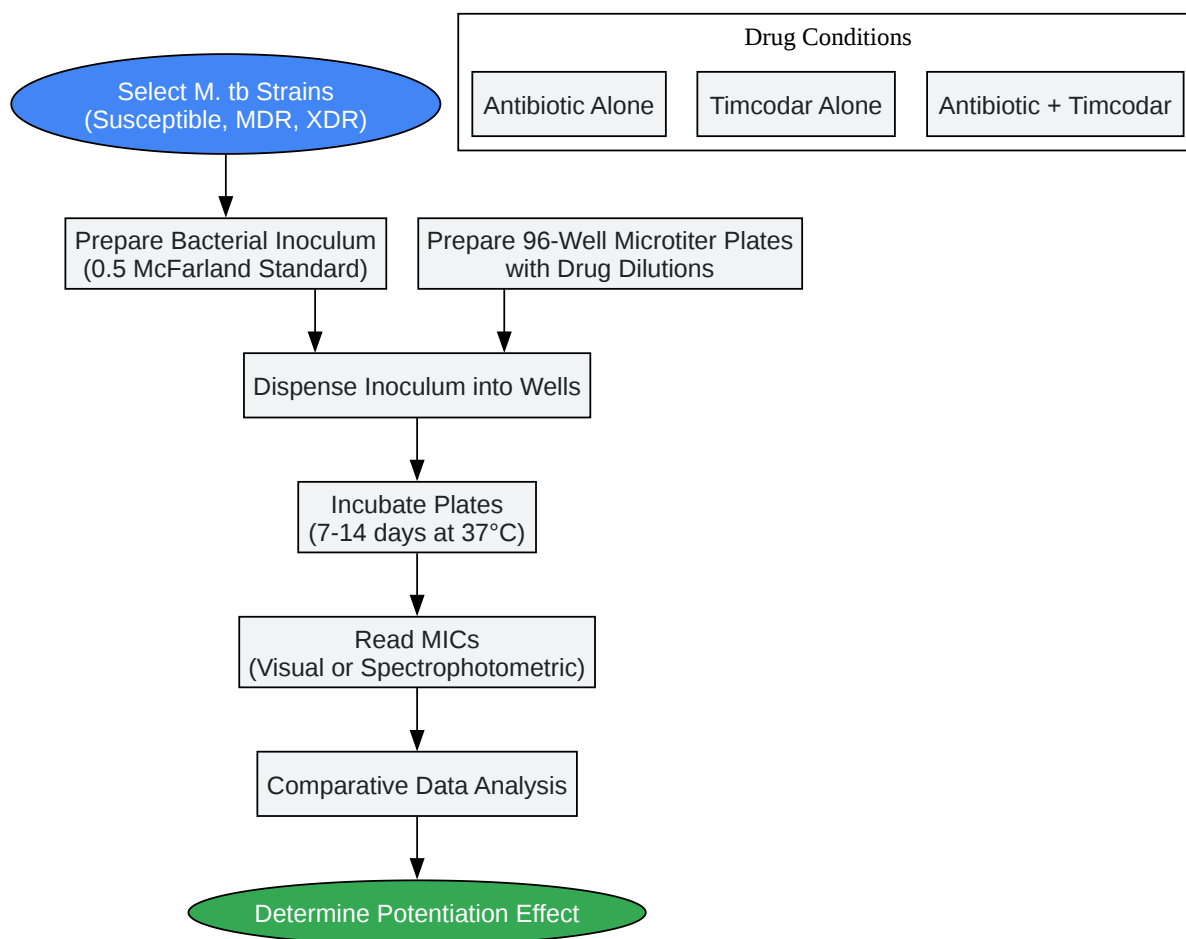 Select M. tb Strains
(Susceptible, MDR, XDR)
Drug Conditions
Antibiotic Alone
Timcodar Alone
Antibiotic + Timcodar
Prepare Bacterial Inoculum
(0.5 McFarland Standard)
Prepare 96-Well Microtiter Plates
with Drug Dilutions
Dispense Inoculum into Wells
Incubate Plates
(7-14 days at 37°C)
Read MICs
(Visual or Spectrophotometric)
Comparative Data Analysis
Determine Potentiation Effect